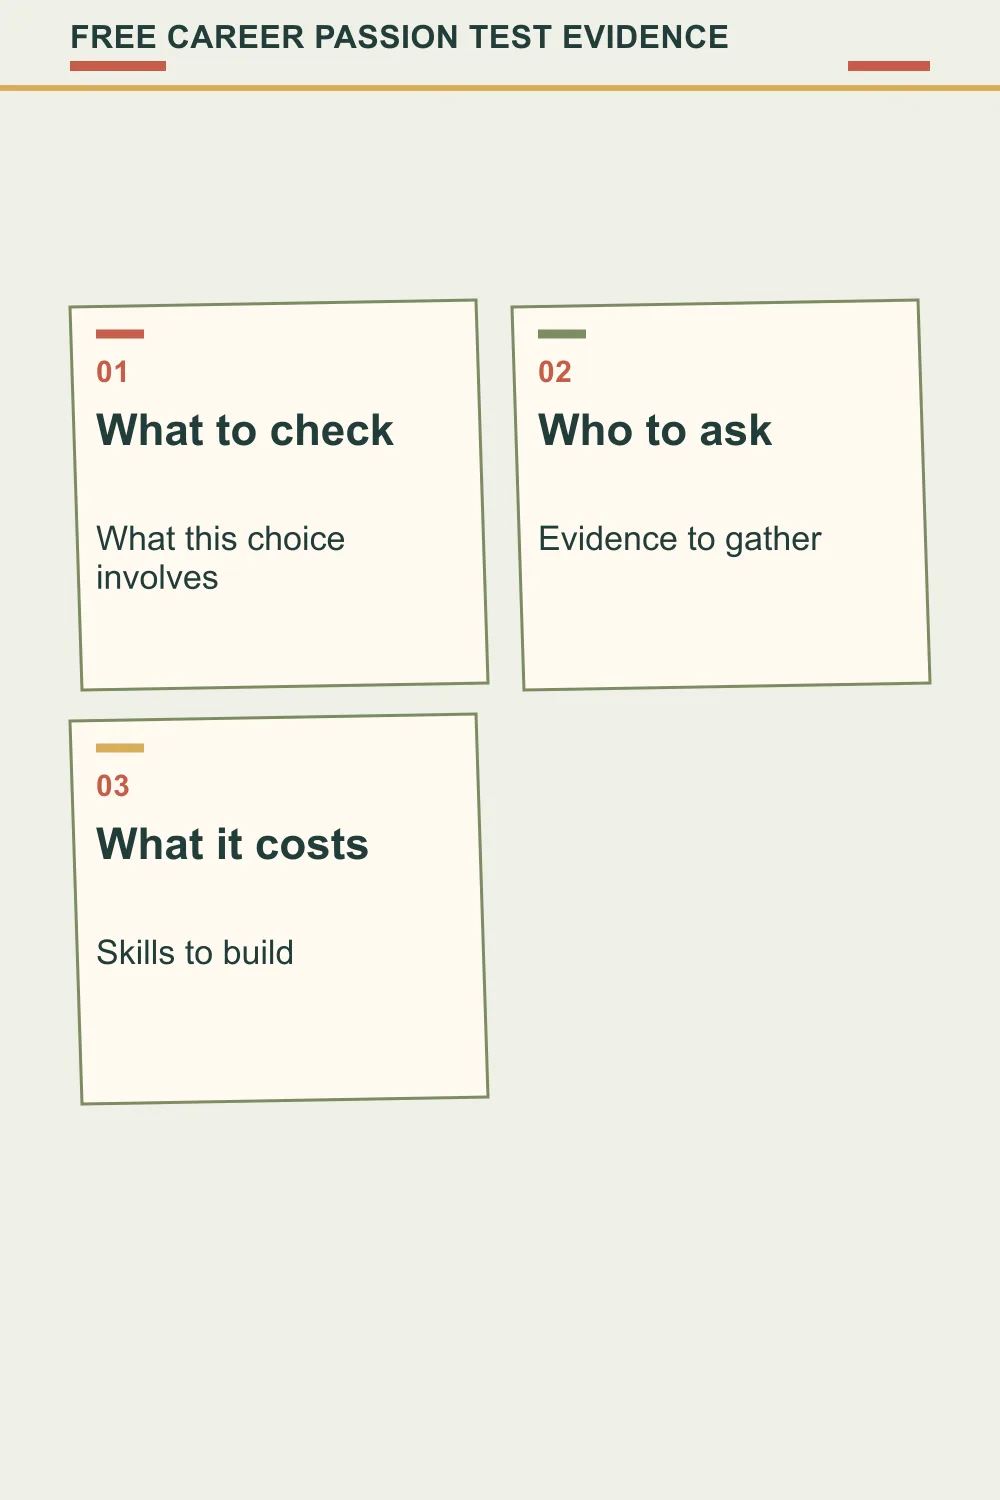 FREE CAREER PASSION TEST EVIDENCE
01
What to check
What this choice
involves
02
Who to ask
Evidence to gather
03
What it costs
Skills to build